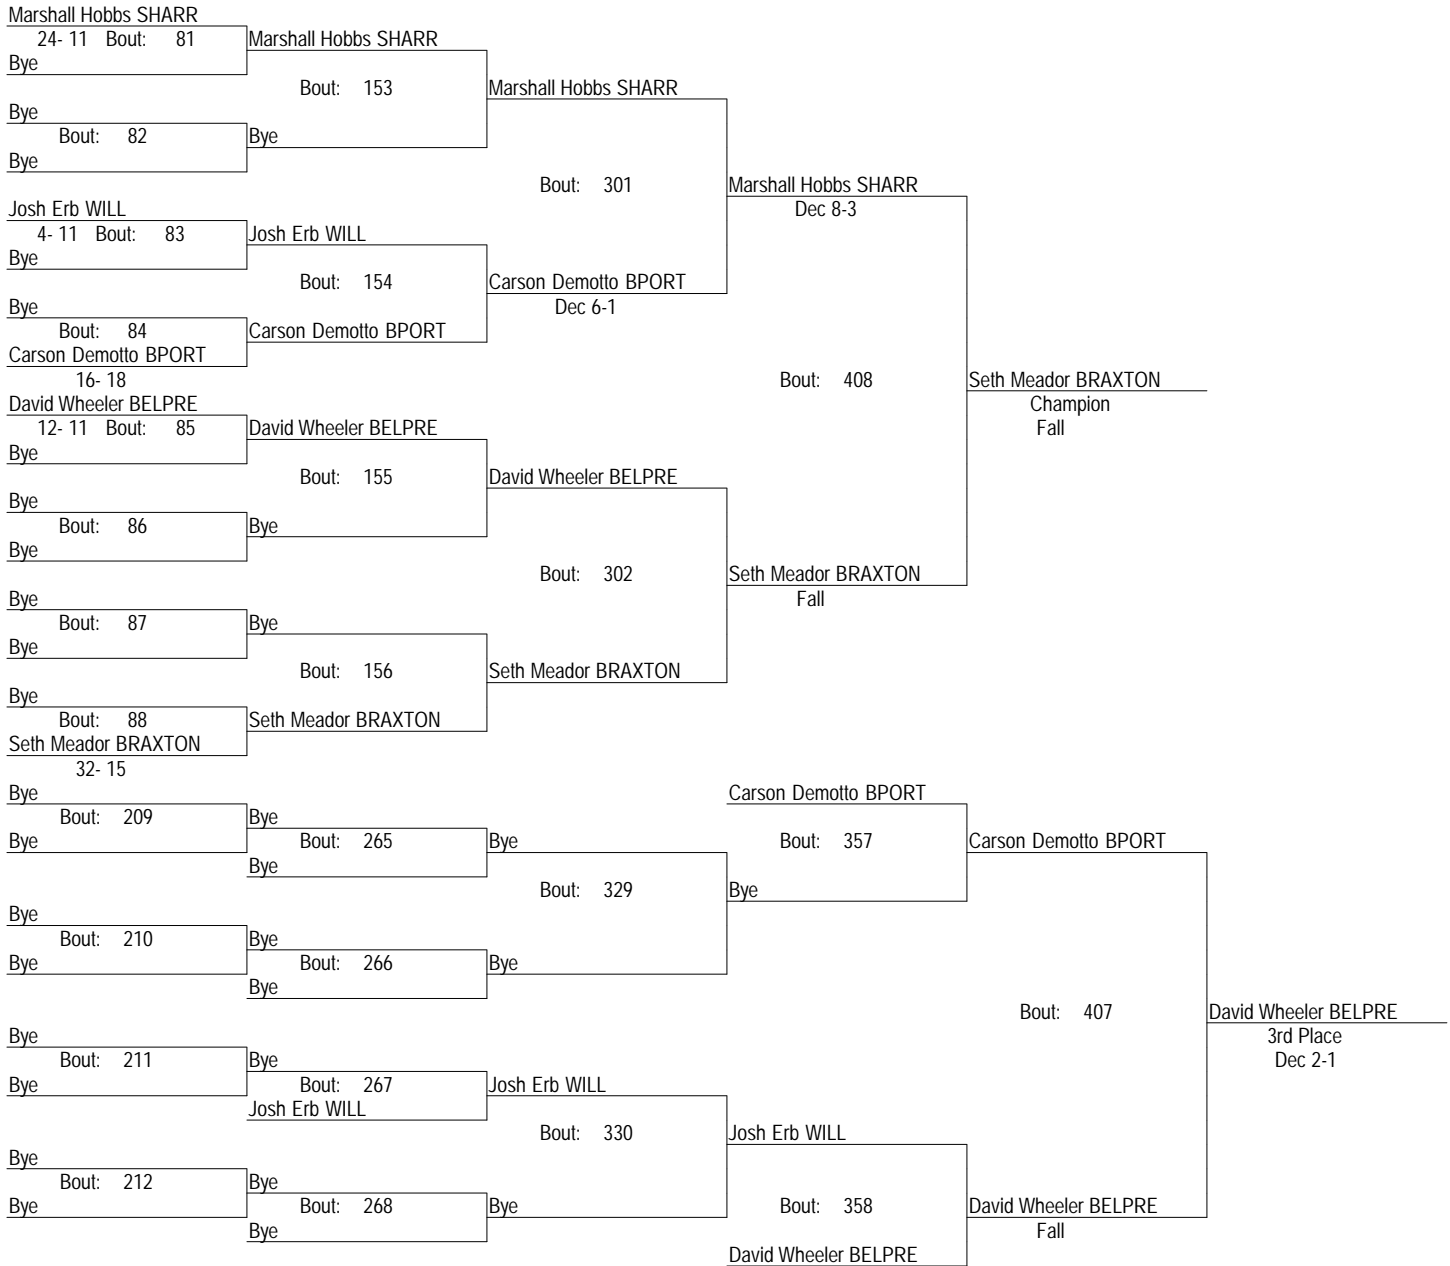 Marshall Hobbs SHARR
24- 11 Bout: 81 Marshall Hobbs SHARR
Bye
Bout: 153 Marshall Hobbs SHARR
Bye
Bout: 82 Bye
Bye
Bout: 301 Marshall Hobbs SHARR
Dec 8-3
Josh Erb WILL
4- 11 Bout: 83 Josh Erb WILL
Bye
Bout: 154 Carson Demotto BPORT
Dec 6-1
Bye
Bout: 84 Carson Demotto BPORT
Carson Demotto BPORT
16- 18
Bout: 408 Seth Meador BRAXTON
Champion
Fall
David Wheeler BELPRE
12- 11 Bout: 85 David Wheeler BELPRE
Bye
Bout: 155 David Wheeler BELPRE
Bye
Bout: 86 Bye
Bye
Bout: 302 Seth Meador BRAXTON
Fall
Bye
Bout: 87 Bye
Bye
Bout: 156 Seth Meador BRAXTON
Bye
Bout: 88 Seth Meador BRAXTON
Seth Meador BRAXTON
32- 15
Bye
Bout: 209 Bye
Bye
Bout: 265 Bye
Bye
Carson Demotto BPORT
Bout: 357 Carson Demotto BPORT
Bout: 329 Bye
Bye
Bout: 210 Bye
Bye
Bout: 266 Bye
Bye
Bout: 407 David Wheeler BELPRE
3rd Place
Dec 2-1
Bye
Bout: 211 Bye
Bye
Bout: 267 Josh Erb WILL
Josh Erb WILL
Bout: 330 Josh Erb WILL
Bye
Bout: 212 Bye
Bye
Bout: 268 Bye
Bye
Bout: 358 David Wheeler BELPRE
Fall
David Wheeler BELPRE